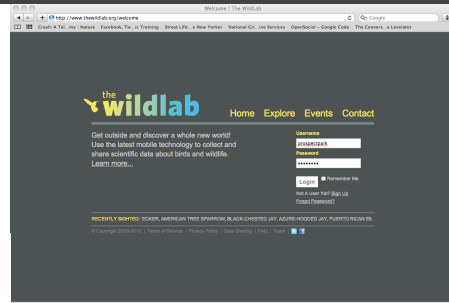 Welcome | The WildLab
http://www.thewildlab.org/welcome
Google
Crash: A Tal...my | Nature
Facebook, Tw...ic Training
Street Life...e New Yorker
National Gri...ine Services
OpenSocial – Google Code
The Convers...e Levelator
the
wildlab
Home Explore Events Contact
Get outside and discover a whole new world!
Use the latest mobile technology to collect and
share scientific data about birds and wildlife.
Learn more...
Username
prospectpark
Password
••••••••
Login Remember Me
Not A User Yet? Sign Up
Forgot Password?
RECENTLY SIGHTED: ECKER, AMERICAN TREE SPARROW, BLACK-CHESTED JAY, AZURE-HOODED JAY, PUERTO RICAN EM
© Copyright 2009-2010 | Terms of Service | Privacy Policy | Data Sharing | FAQ | Team |